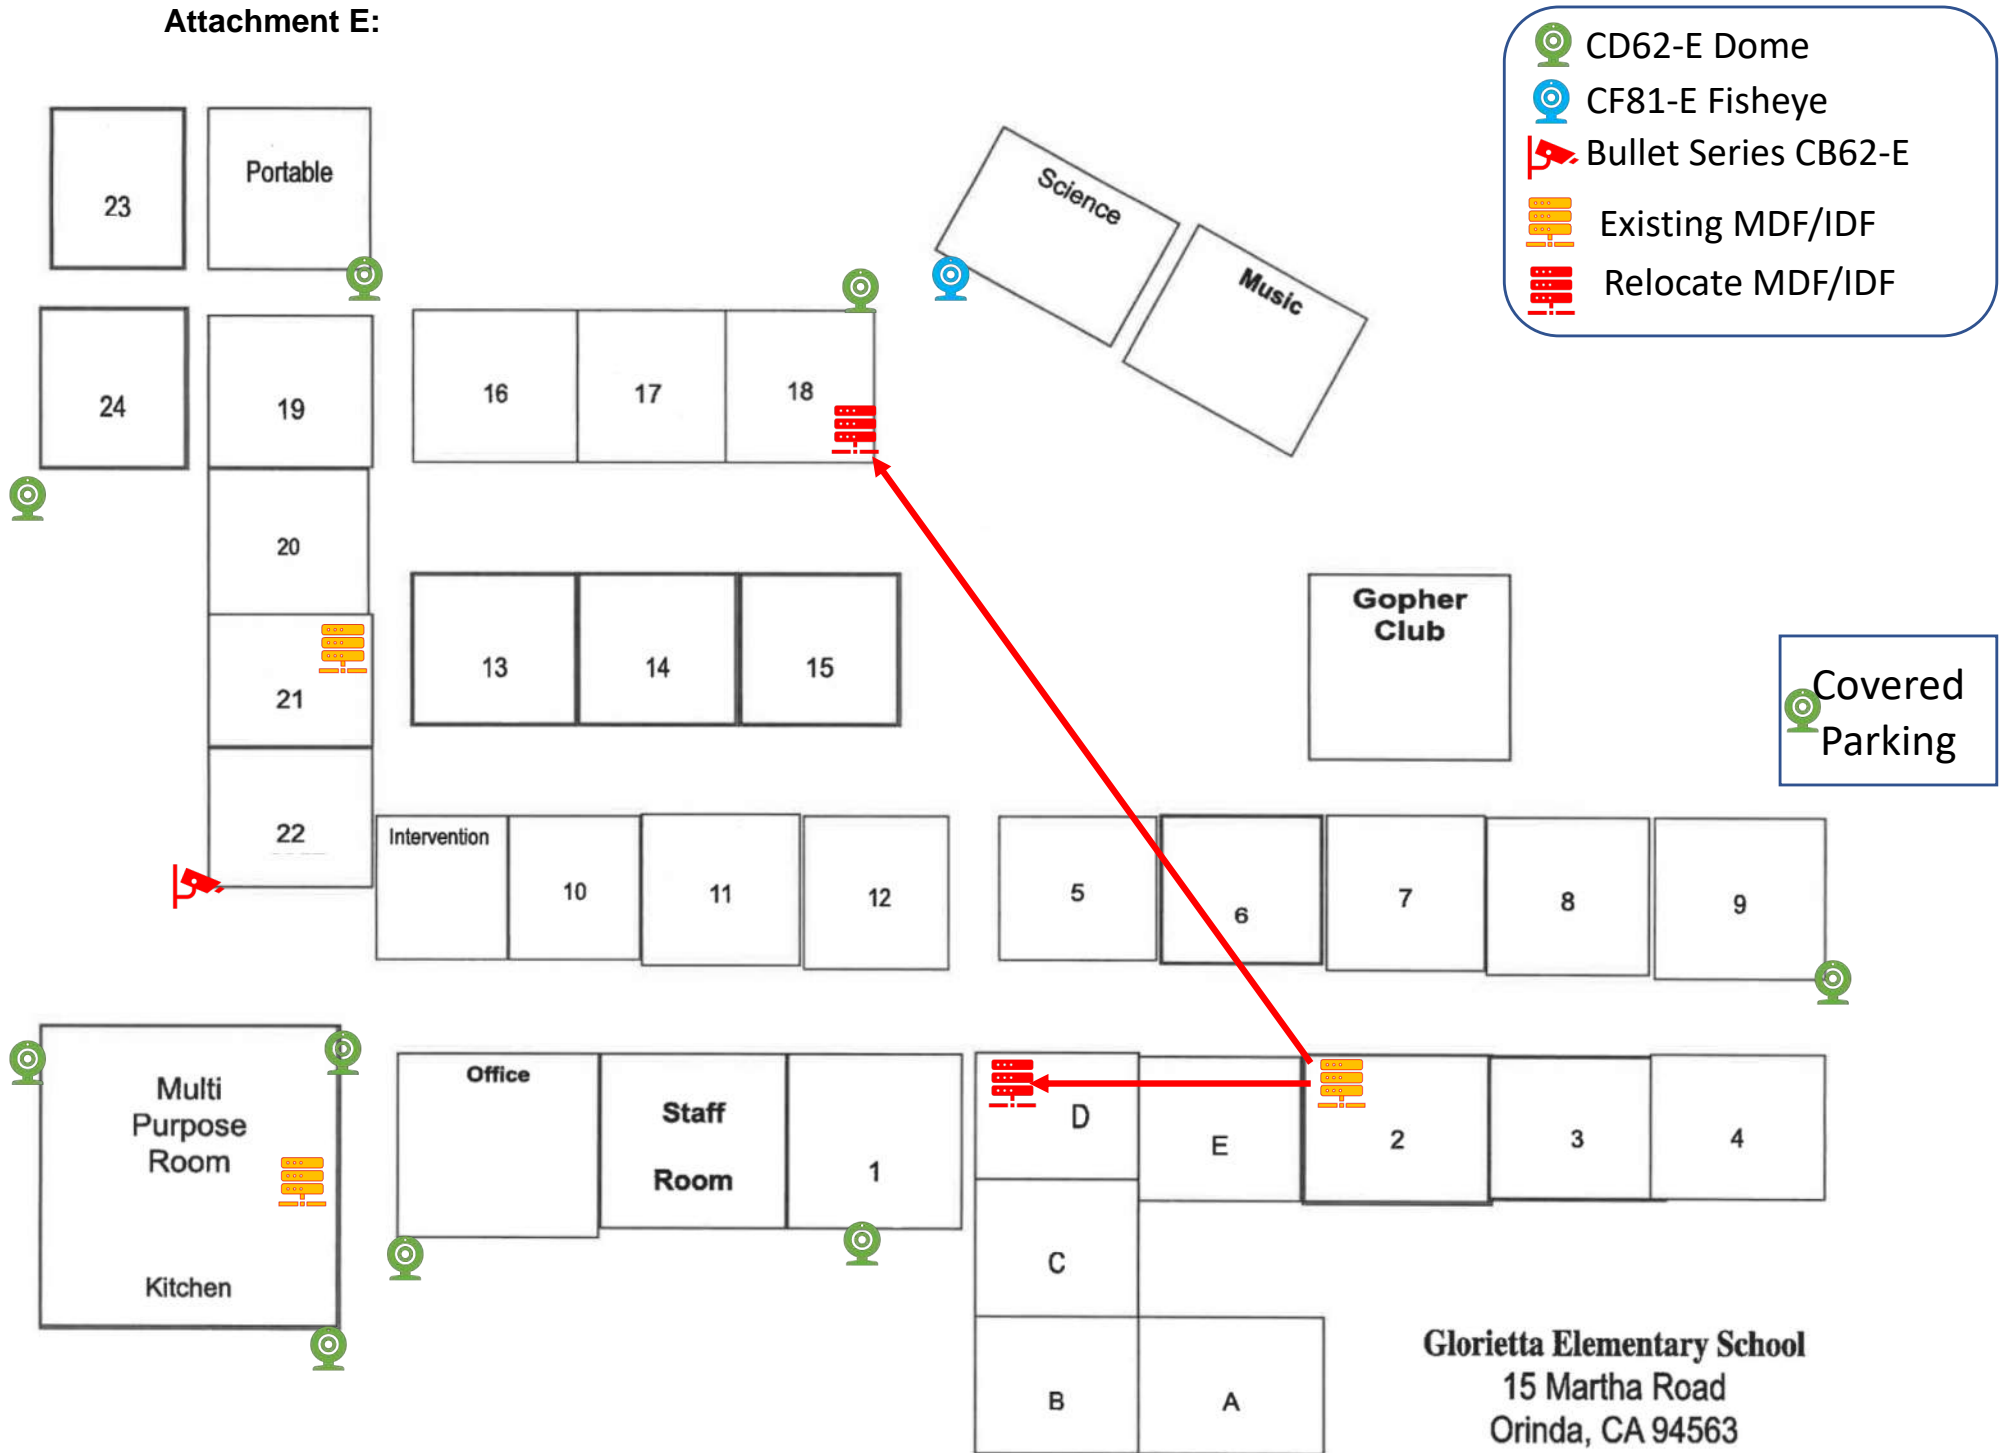 Attachment E:
CD62-E Dome
CF81-E Fisheye
Bullet Series CB62-E
Existing MDF/IDF
Relocate MDF/IDF
23
Portable
Science
Music
24
19
16
17
18
20
21
13
14
15
Gopher
Club
Covered
Parking
22
Intervention
10
11
12
5
6
7
8
9
Multi
Purpose
Room
Kitchen
Office
Staff
Room
1
D
E
2
3
4
C
B
A
Glorietta Elementary School
15 Martha Road
Orinda, CA 94563